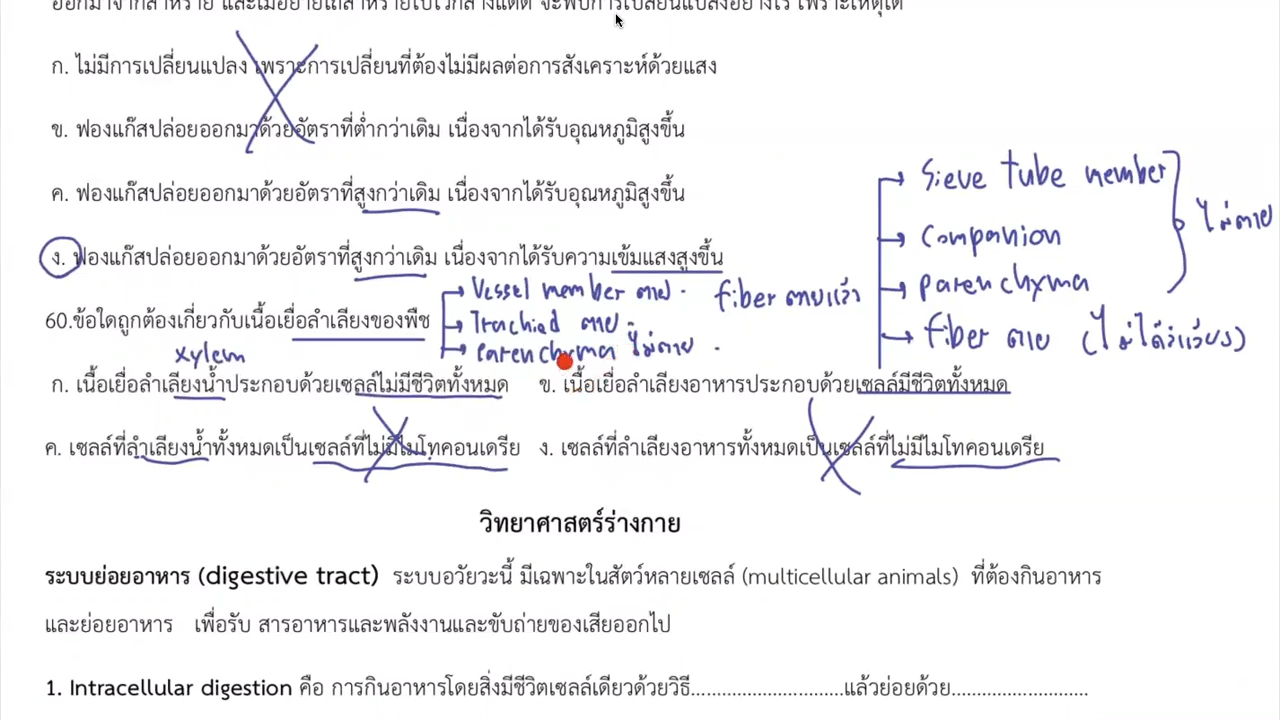 ก. ไม่มีการเปลี่ยนแปลง เพราะการเปลี่ยนที่ต้องไม่มีผลต่อการสังเคราะห์ด้วยแสง
ข. ฟองแก๊สปล่อยออกมาด้วยอัตราที่ต่ำกว่าเดิม เนื่องจากได้รับอุณหภูมิสูงขึ้น
ค. ฟองแก๊สปล่อยออกมาด้วยอัตราที่สูงกว่าเดิม เนื่องจากได้รับอุณหภูมิสูงขึ้น
ง. ฟองแก๊สปล่อยออกมาด้วยอัตราที่สูงกว่าเดิม เนื่องจากได้รับความเข้มแสงสูงขึ้น
Sieve tube member
Companion
parenchyma
ไม่ตาย
Fiber ตาย
Vessel member ตาย
Trachied ตาย
parenchyma ไม่ตาย
fiber ตายแล้ว
60.ข้อใดถูกต้องเกี่ยวกับเนื้อเยื่อลำเลียงของพืช
xylem
ก. เนื้อเยื่อลำเลียงน้ำประกอบด้วยเซลล์ไม่มีชีวิตทั้งหมด ข. เนื้อเยื่อลำเลียงอาหารประกอบด้วยเซลล์มีชีวิตทั้งหมด
ค. เซลล์ที่ลำเลียงน้ำทั้งหมดเป็นเซลล์ที่ไม่มีไมโทคอนเดรีย ง. เซลล์ที่ลำเลียงอาหารทั้งหมดเป็นเซลล์ที่ไม่มีไมโทคอนเดรีย
วิทยาศาสตร์ร่างกาย
ระบบย่อยอาหาร (digestive tract) ระบบอวัยวะนี้ มีเฉพาะในสัตว์หลายเซลล์ (multicellular animals) ที่ต้องกินอาหาร
และย่อยอาหาร เพื่อรับ สารอาหารและพลังงานและขับถ่ายของเสียออกไป
1. Intracellular digestion คือ การกินอาหารโดยสิ่งมีชีวิตเซลล์เดียวด้วยวิธี............................แล้วย่อยด้วย.........................